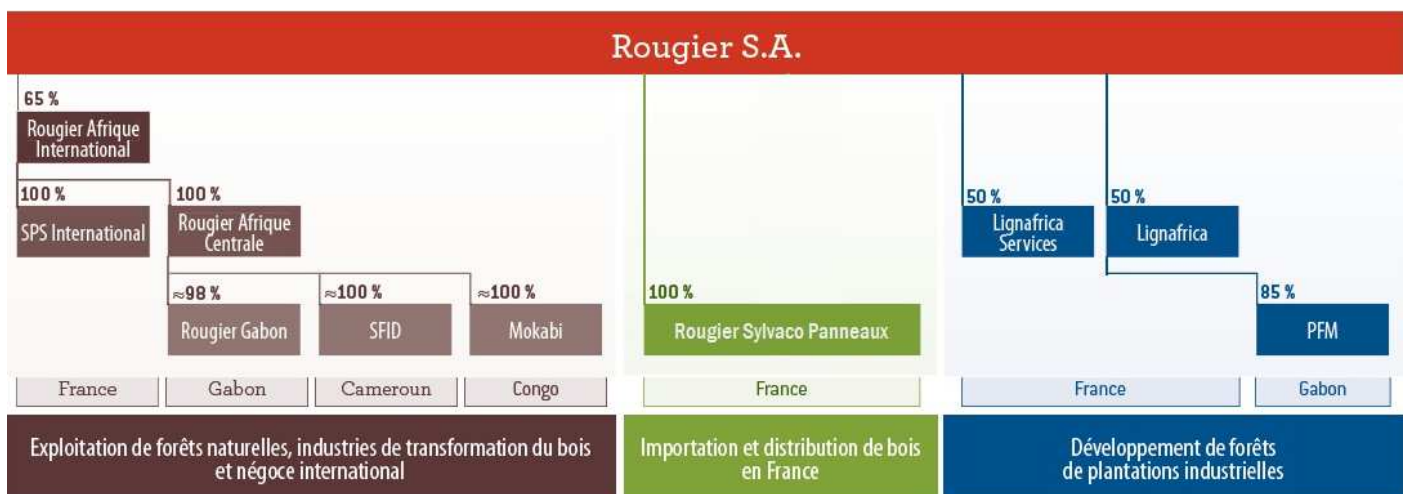 Rougier S.A.
65 %
Rougier Afrique
International
100 %
SPS International
100 %
Rougier Afrique
Centrale
≈98 %
Rougier Gabon
≈100 %
SFID
≈100 %
Mokabi
France
Gabon
Cameroun
Congo
Exploitation de forêts naturelles, industries de transformation du bois
et négoce international
100 %
Rougier Sylvaco Panneaux
France
Importation et distribution de bois
en France
50 %
Lignafrica
Services
50 %
Lignafrica
85 %
PFM
France
Gabon
Développement de forêts
de plantations industrielles